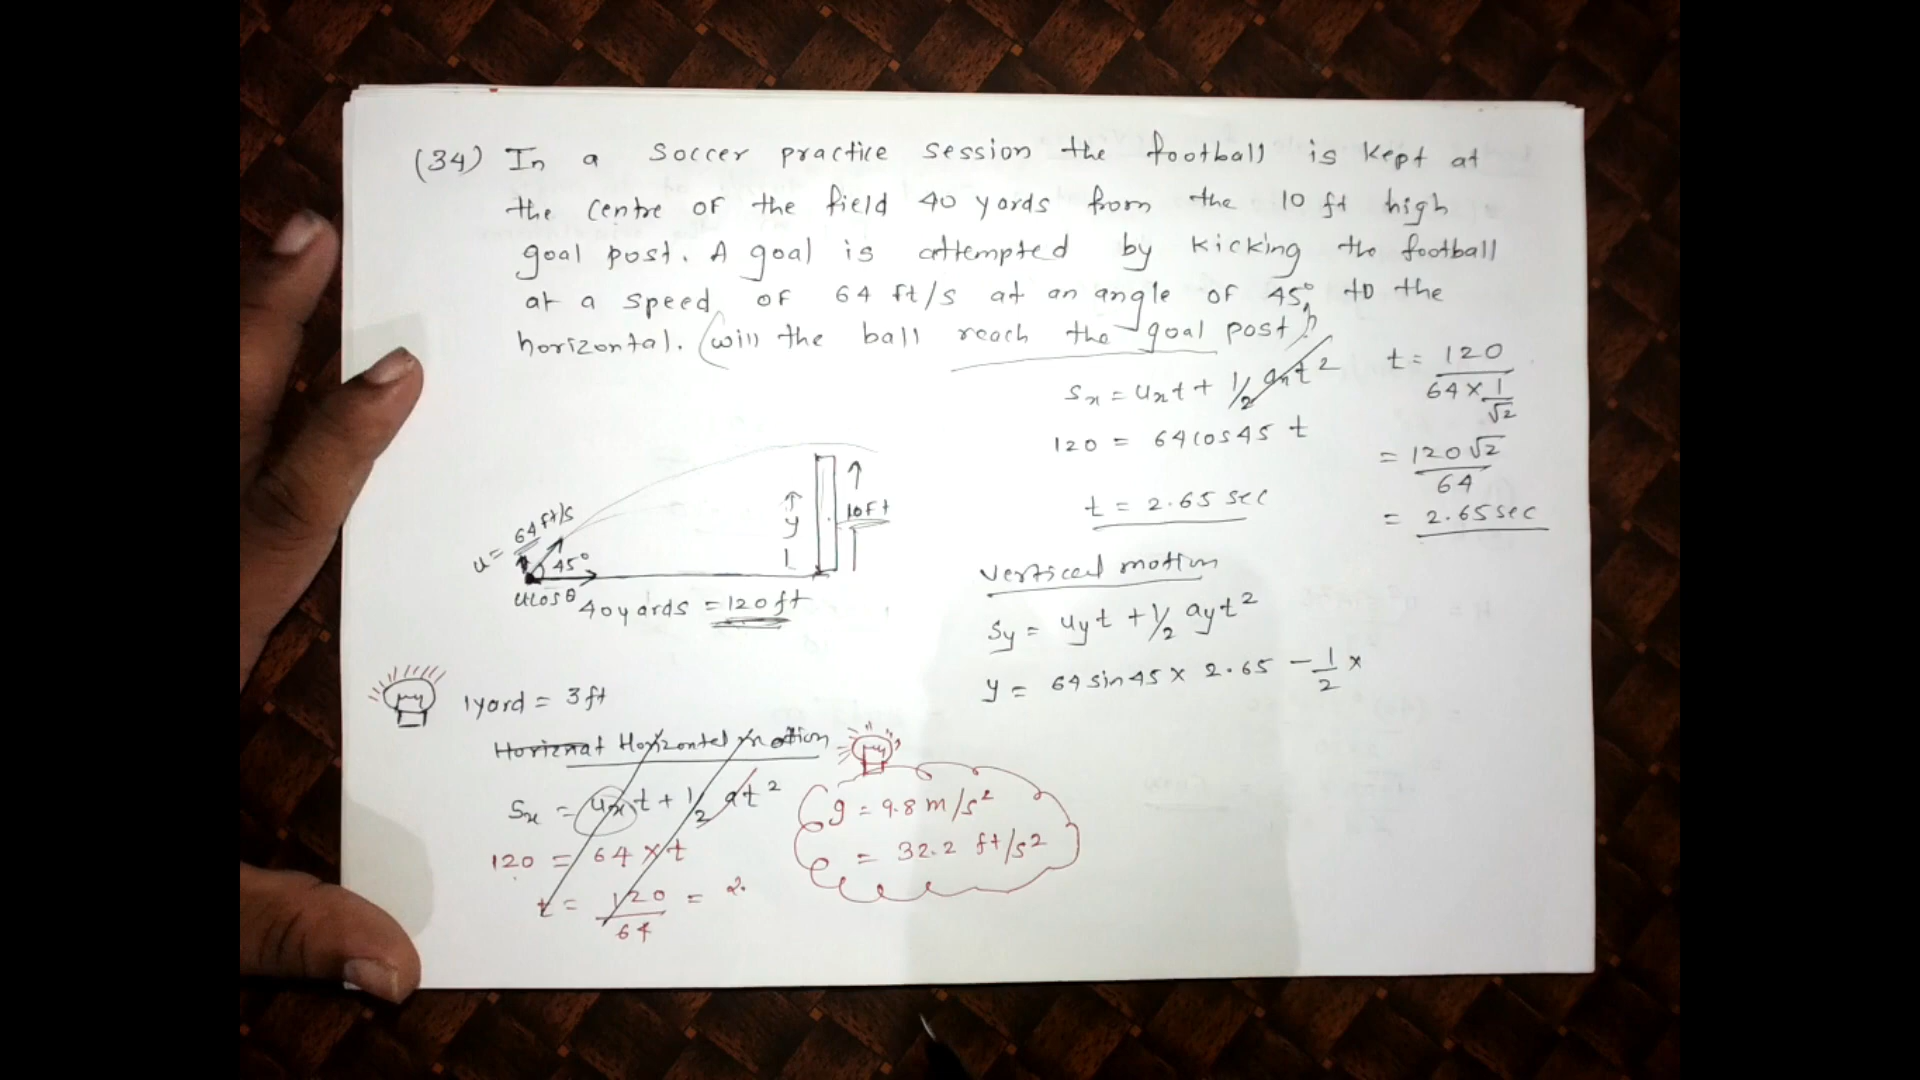 (34) In a soccer practice session the football is kept at
the centre of the field 40 yards from the 10 ft high
goal post. A goal is attempted by kicking the football
at a speed of 64 ft/s at an angle of 45° to the
horizontal. (will the ball reach the goal post)
u = 64 ft/s
45°
ucosθ
y
10Ft
40 yards = 120 ft
1 yard = 3 ft
Horizontal motion
Sx = uxt + 1/2 at²
120 = 64 × t
t = 120/64 = 2.
g = 9.8 m/s²
= 32.2 ft/s²
Sx = uxt + 1/2 axt²
120 = 64 cos45 t
t = 2.65 sec
t = 120/(64 × 1/√2)
= 120√2/64
= 2.65 sec
Vertical motion
Sy = uyt + 1/2 ayt²
y = 64 sin 45 × 2.65 − 1/2 ×